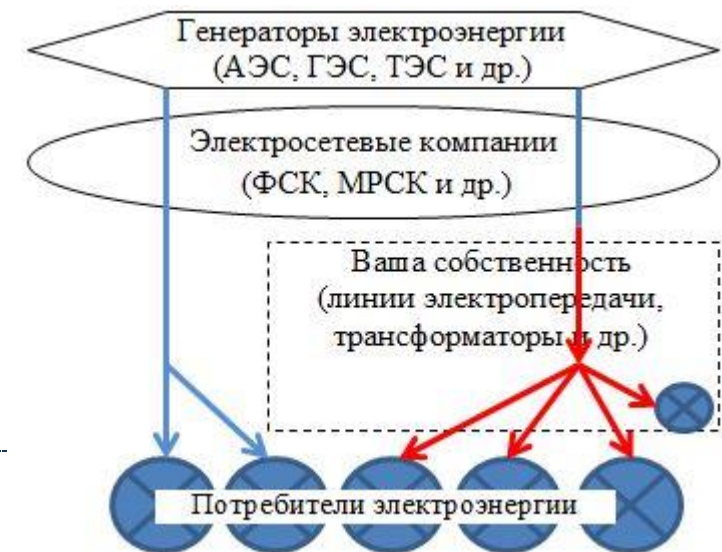 Генераторы электроэнергии
(АЭС, ГЭС, ТЭС и др.)
Электросетевые компании
(ФСК, МРСК и др.)
Ваша собственность
(линии электропередачи,
трансформаторы и др.)
Потребители электроэнергии